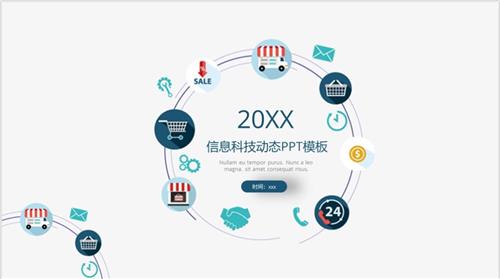 SALE
20XX
信息科技动态PPT模板
Nullam eu tempor purus. Nunc a leo
magna, sit amet consequat risus.
时间：xxx
24